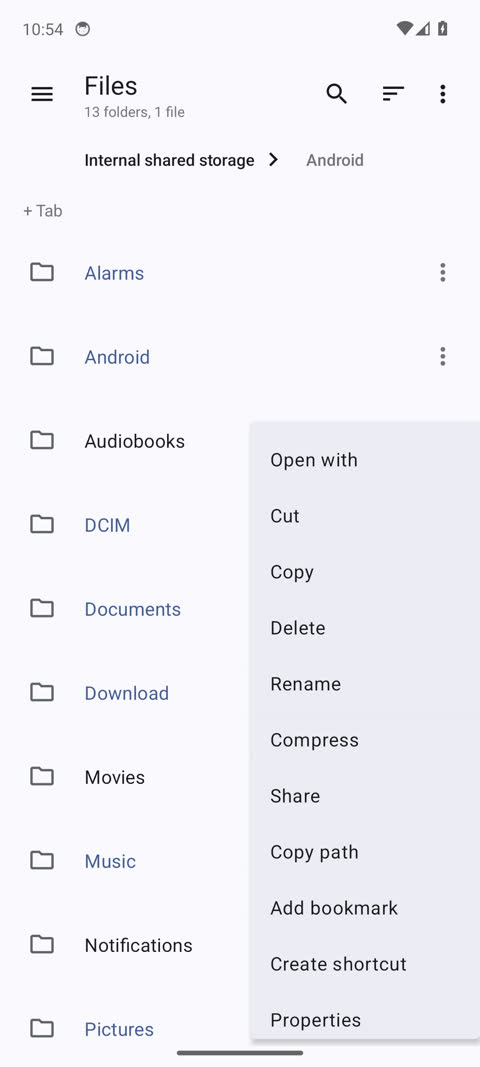 10:54
Files
13 folders, 1 file
Internal shared storage
Android
+ Tab
Alarms
Android
Audiobooks
DCIM
Documents
Download
Movies
Music
Notifications
Pictures
Open with
Cut
Copy
Delete
Rename
Compress
Share
Copy path
Add bookmark
Create shortcut
Properties